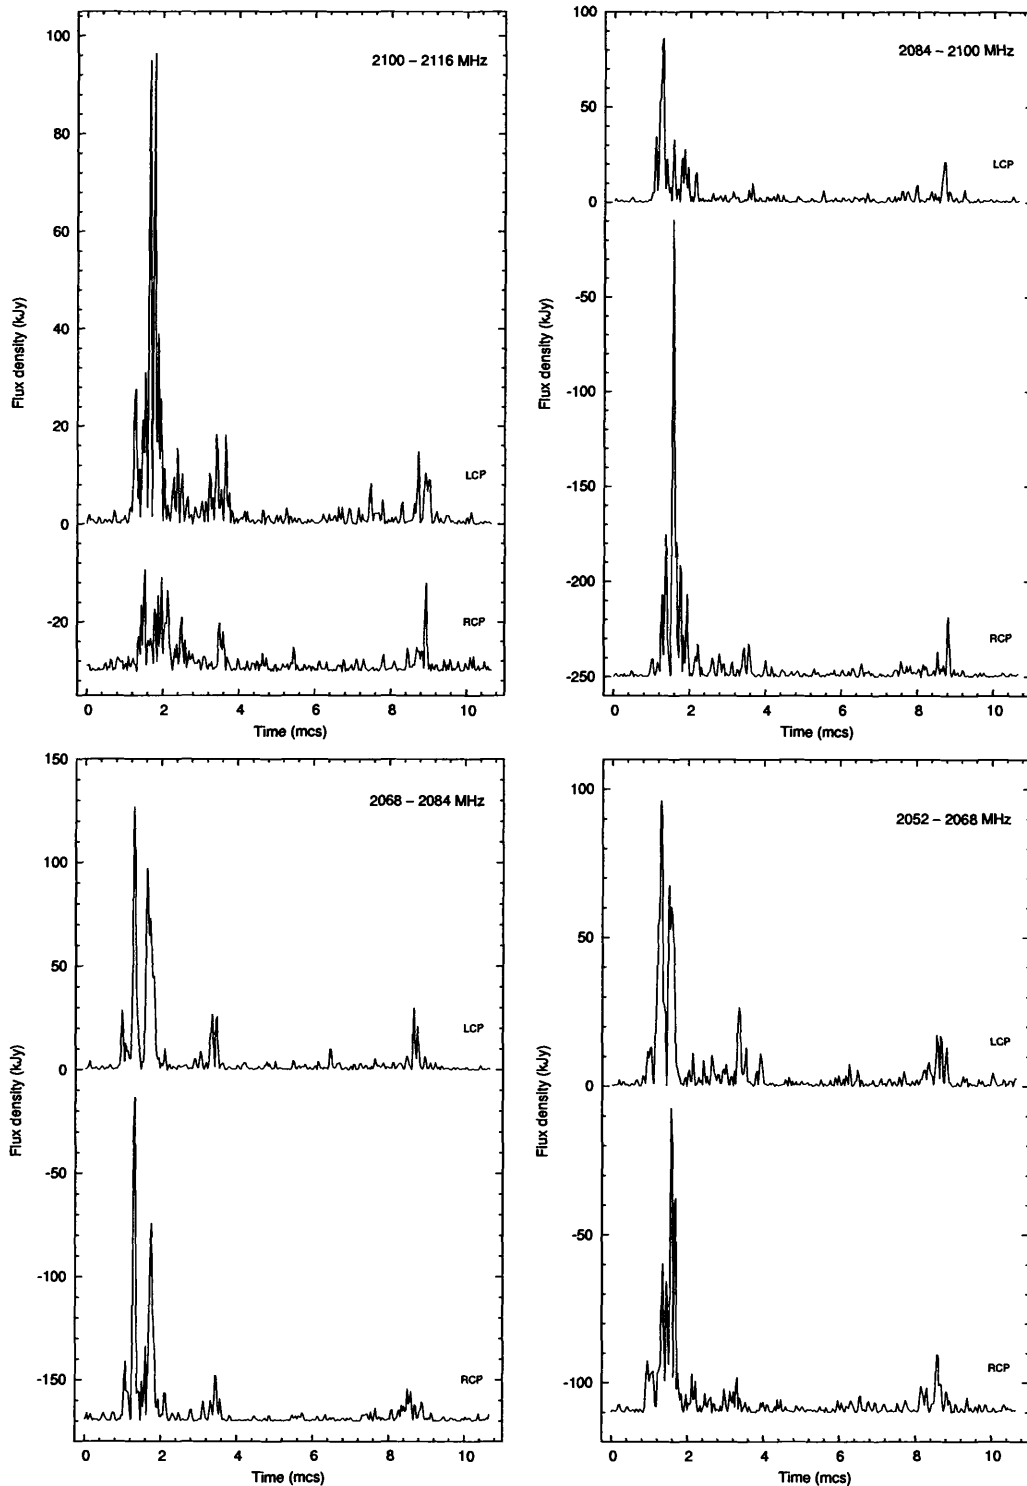 2100 – 2116 MHz
100
80
60
40
20
0
-20
Flux density (kJy)
LCP
RCP
0 2 4 6 8 10
Time (mcs)
2084 – 2100 MHz
100
50
0
-50
-100
-150
-200
-250
Flux density (kJy)
LCP
RCP
0 2 4 6 8 10
Time (mcs)
2068 – 2084 MHz
150
100
50
0
-50
-100
-150
Flux density (kJy)
LCP
RCP
0 2 4 6 8 10
Time (mcs)
2052 – 2068 MHz
100
50
0
-50
-100
Flux density (kJy)
LCP
RCP
0 2 4 6 8 10
Time (mcs)